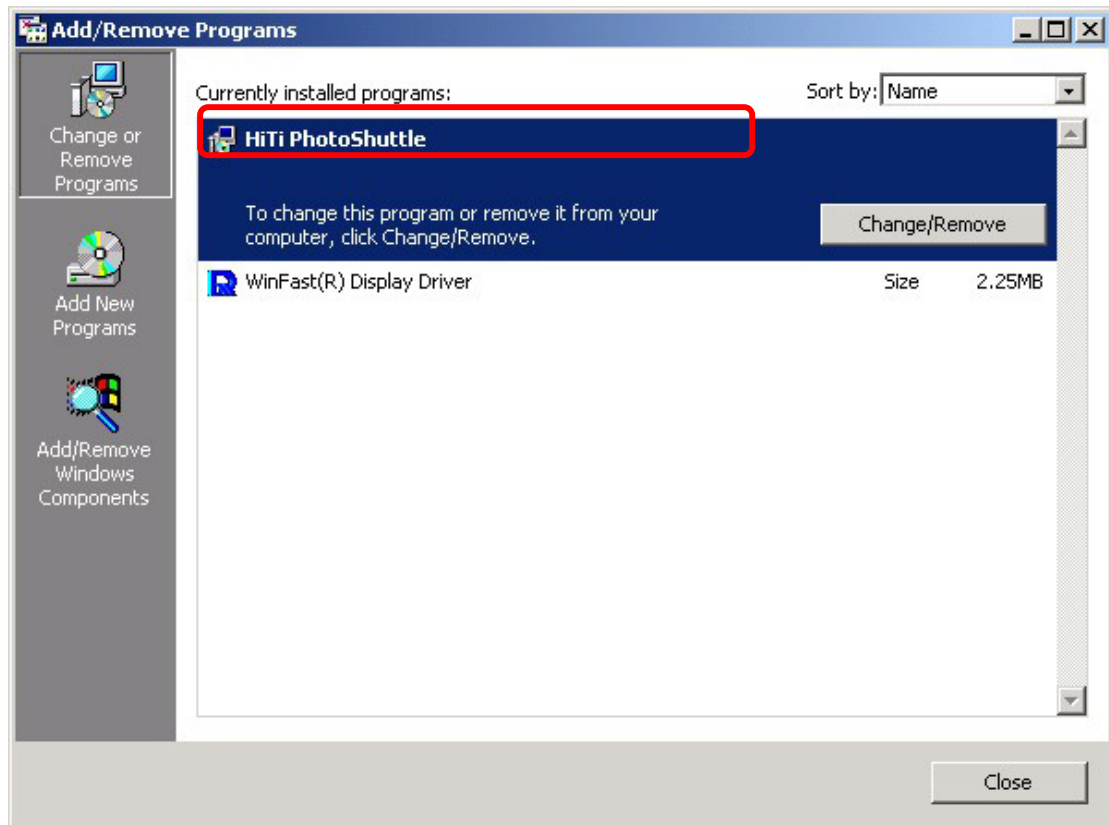 Add/Remove Programs
Change or
Remove
Programs
Add New
Programs
Add/Remove
Windows
Components
Currently installed programs:
Sort by: Name
HiTi PhotoShuttle
To change this program or remove it from your
computer, click Change/Remove.
Change/Remove
WinFast(R) Display Driver Size 2.25MB
Close